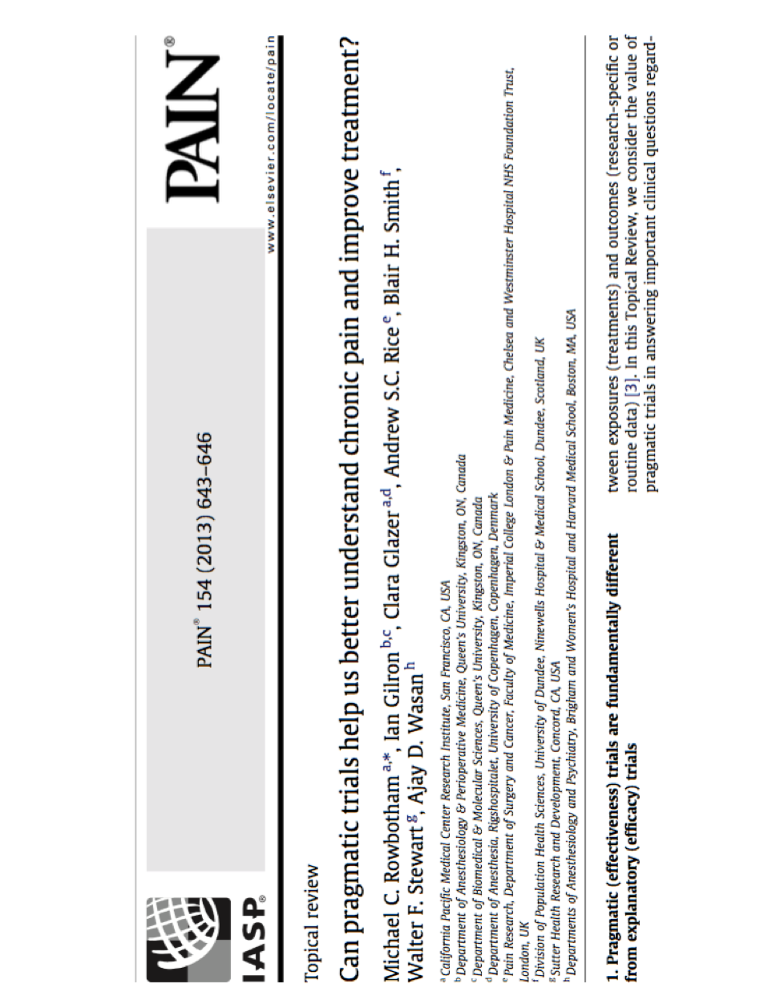 IASP®
PAIN® 154 (2013) 643–646
PAIN®
www.elsevier.com/locate/pain
Topical review
Can pragmatic trials help us better understand chronic pain and improve treatment?
Michael C. Rowbotham a,*, Ian Gilron b,c, Clara Glazer a,d, Andrew S.C. Rice e, Blair H. Smith f,
Walter F. Stewart g, Ajay D. Wasan h
a California Pacific Medical Center Research Institute, San Francisco, CA, USA
b Department of Anesthesiology & Perioperative Medicine, Queen's University, Kingston, ON, Canada
c Department of Biomedical & Molecular Sciences, Queen's University, Kingston, ON, Canada
d Department of Anesthesia, Rigshospitalet, University of Copenhagen, Copenhagen, Denmark
e Pain Research, Department of Surgery and Cancer, Faculty of Medicine, Imperial College London & Pain Medicine, Chelsea and Westminster Hospital NHS Foundation Trust,
London, UK
f Division of Population Health Sciences, University of Dundee, Ninewells Hospital & Medical School, Dundee, Scotland, UK
g Sutter Health Research and Development, Concord, CA, USA
h Departments of Anesthesiology and Psychiatry, Brigham and Women's Hospital and Harvard Medical School, Boston, MA, USA
1. Pragmatic (effectiveness) trials are fundamentally different
from explanatory (efficacy) trials
tween exposures (treatments) and outcomes (research-specific or
routine data) [3]. In this Topical Review, we consider the value of
pragmatic trials in answering important clinical questions regard-